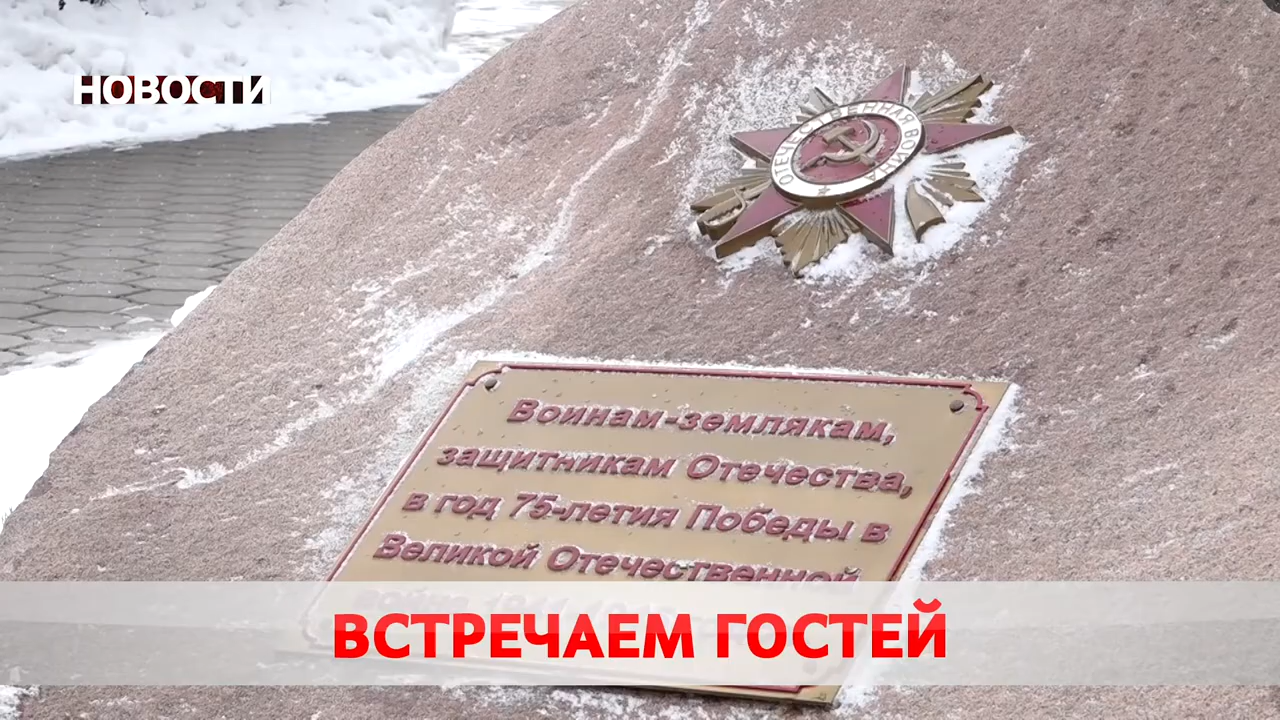 НОВОСТИ
ОТЕЧЕСТВЕННАЯ ВОЙНА
Воинам-землякам,
защитникам Отечества,
в год 75-летия Победы в
Великой Отечественной
ВСТРЕЧАЕМ ГОСТЕЙ